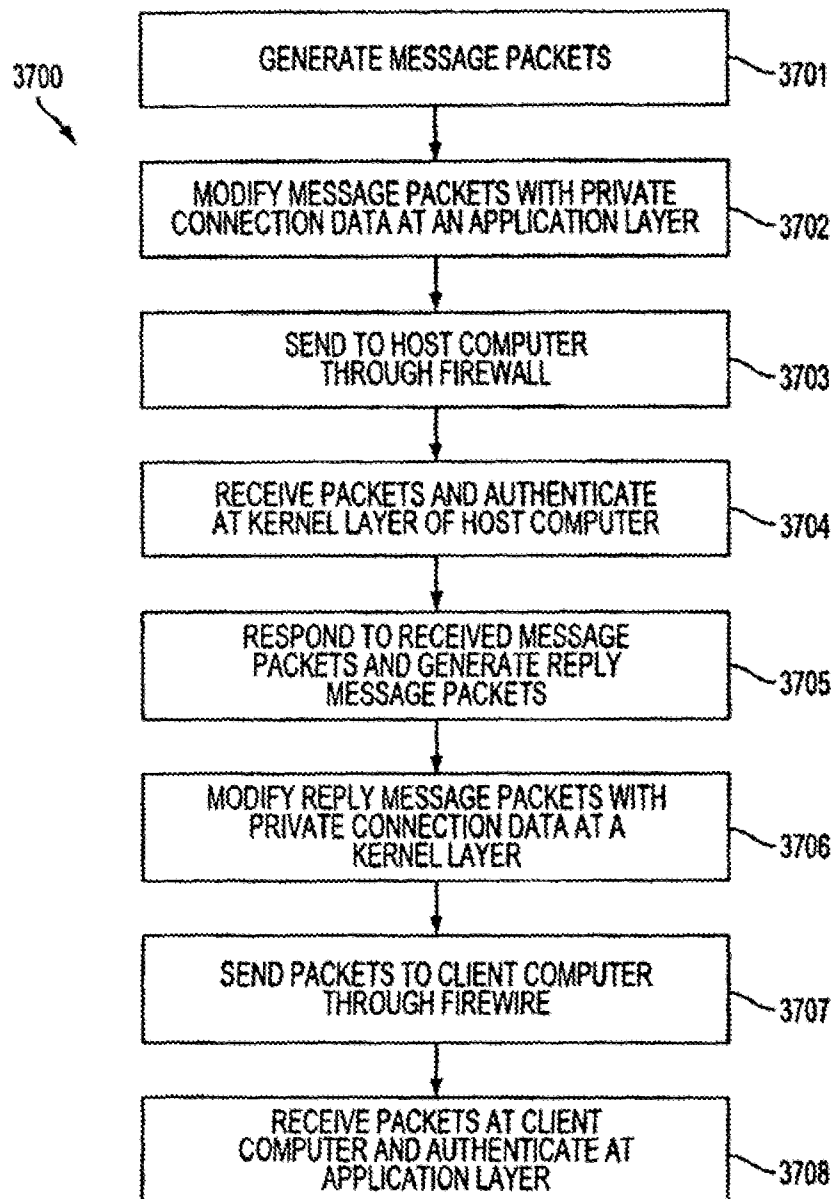 3700
GENERATE MESSAGE PACKETS
3701
MODIFY MESSAGE PACKETS WITH PRIVATE
CONNECTION DATA AT AN APPLICATION LAYER
3702
SEND TO HOST COMPUTER
THROUGH FIREWALL
3703
RECEIVE PACKETS AND AUTHENTICATE
AT KERNEL LAYER OF HOST COMPUTER
3704
RESPOND TO RECEIVED MESSAGE
PACKETS AND GENERATE REPLY
MESSAGE PACKETS
3705
MODIFY REPLY MESSAGE PACKETS WITH
PRIVATE CONNECTION DATA AT A
KERNEL LAYER
3706
SEND PACKETS TO CLIENT COMPUTER
THROUGH FIREWIRE
3707
RECEIVE PACKETS AT CLIENT
COMPUTER AND AUTHENTICATE AT
APPLICATION LAYER
3708